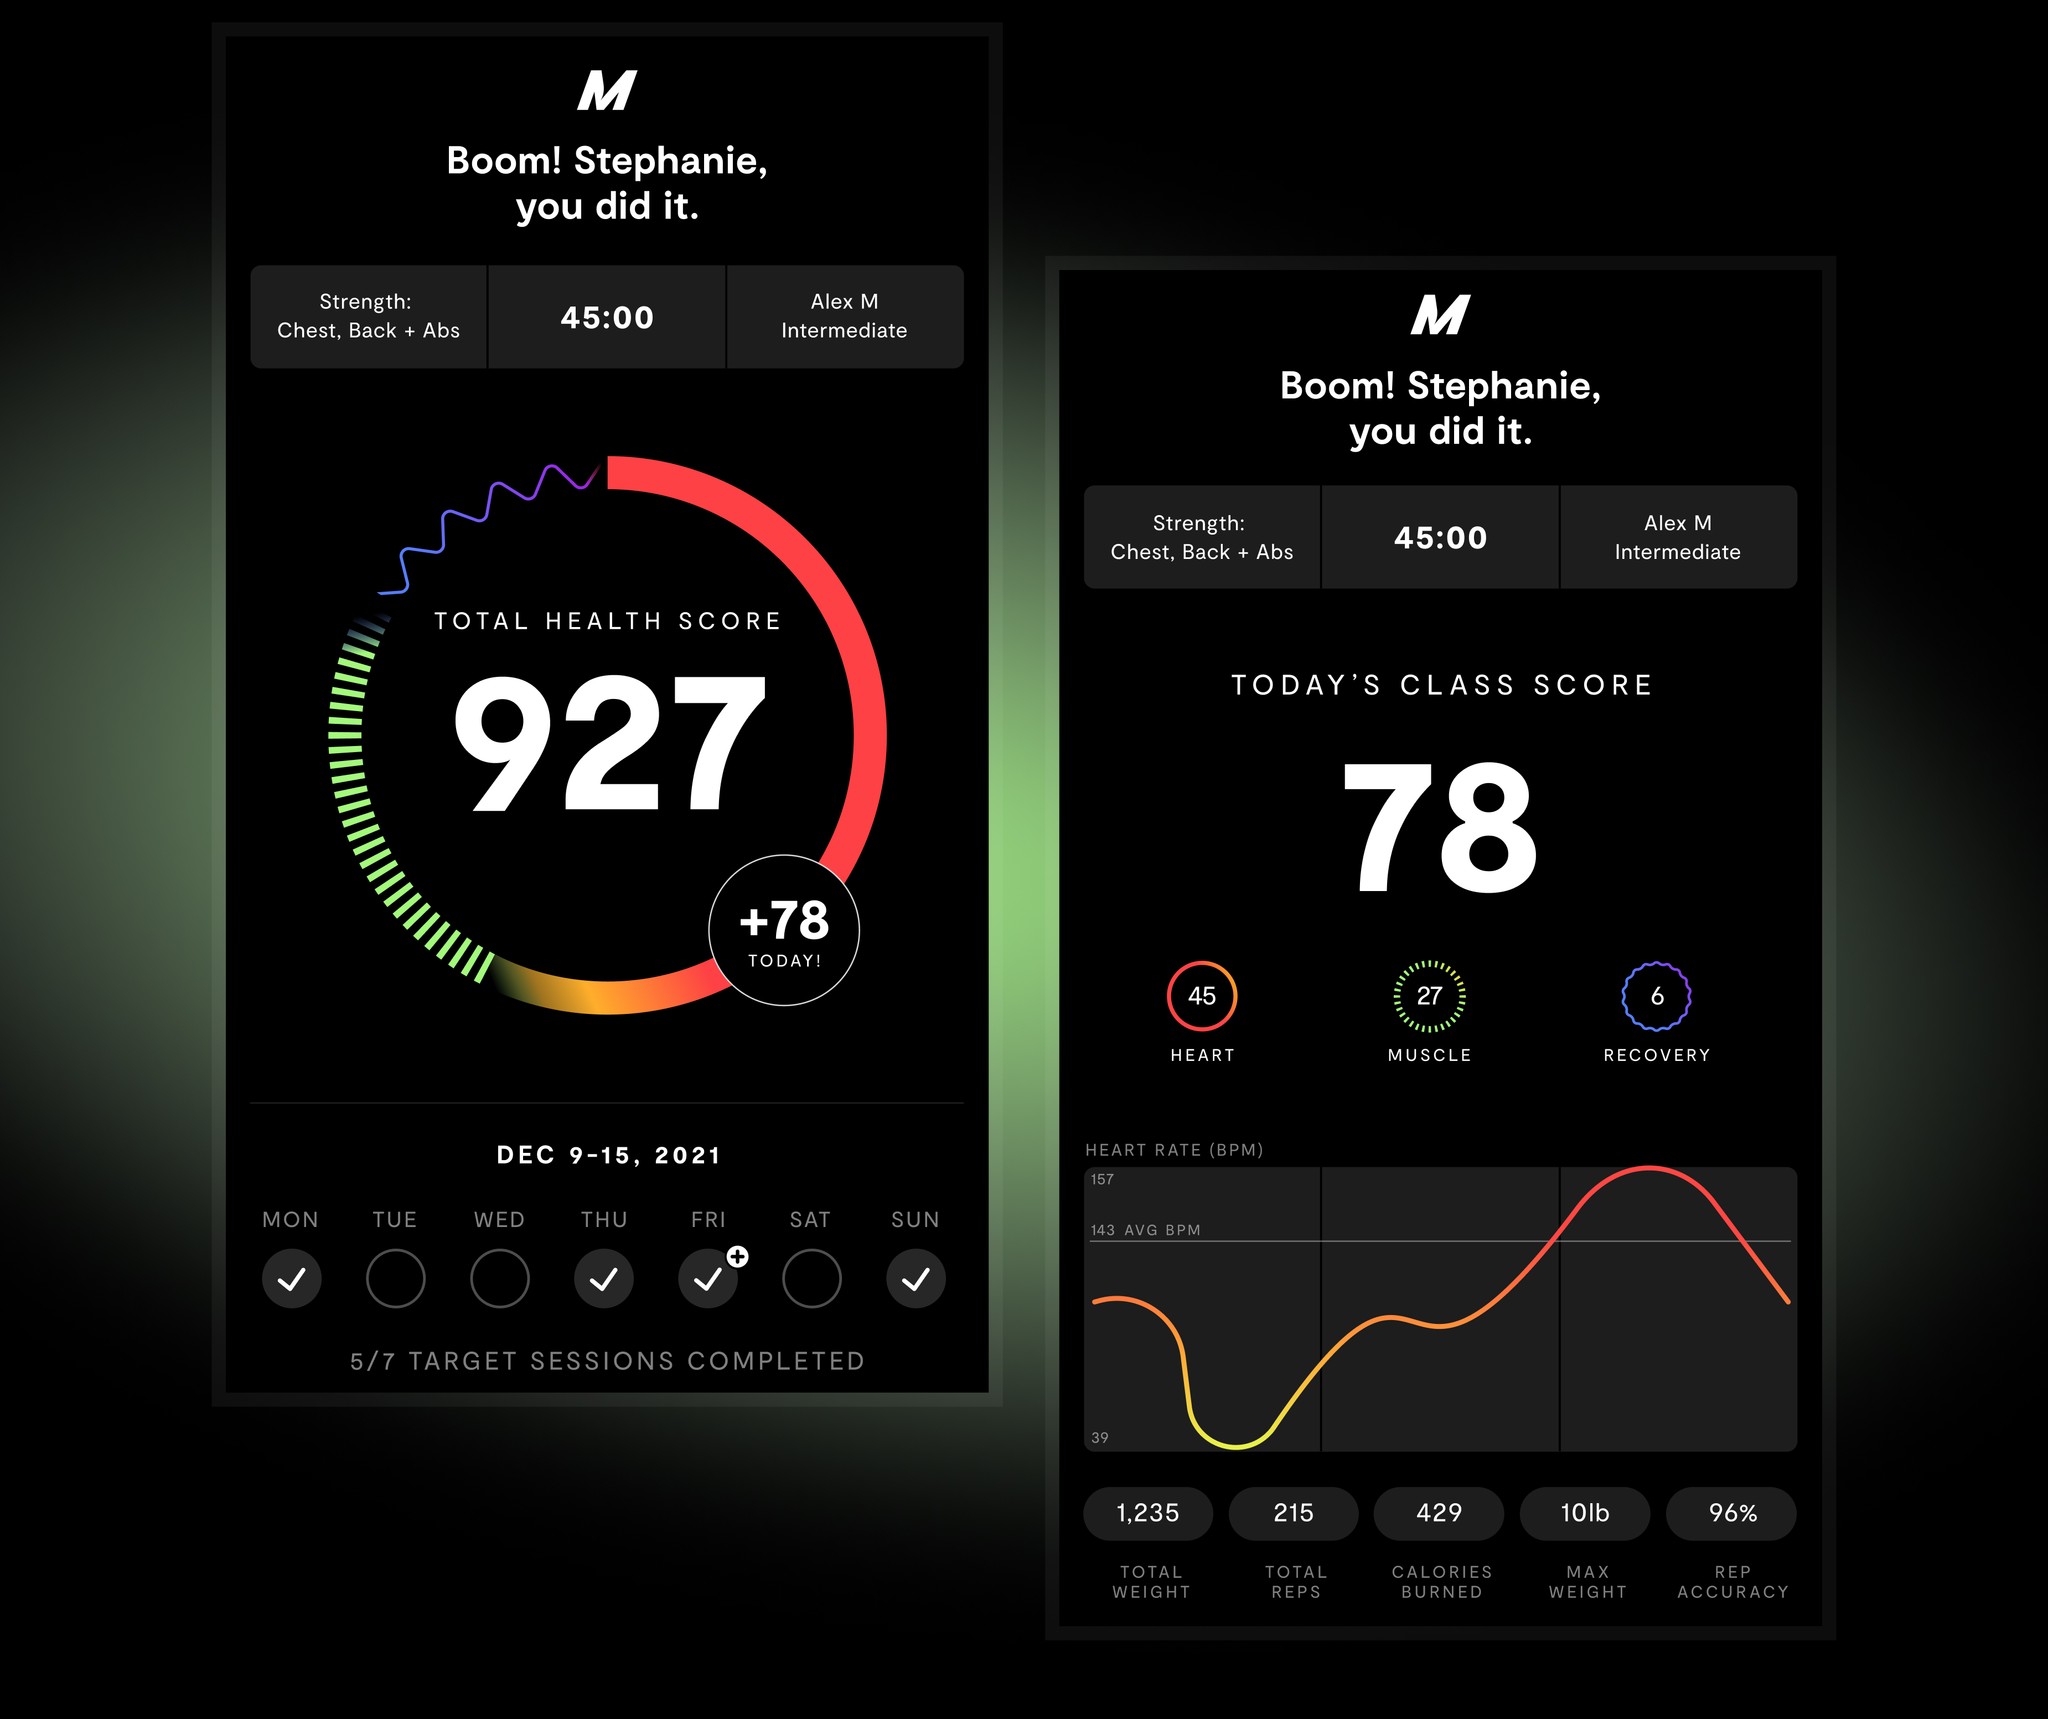 M
Boom! Stephanie,
you did it.
Strength:
Chest, Back + Abs
45:00
Alex M
Intermediate
TOTAL HEALTH SCORE
927
+78
TODAY!
DEC 9-15, 2021
MON TUE WED THU FRI SAT SUN
5/7 TARGET SESSIONS COMPLETED
M
Boom! Stephanie,
you did it.
Strength:
Chest, Back + Abs
45:00
Alex M
Intermediate
TODAY'S CLASS SCORE
78
45 27 6
HEART MUSCLE RECOVERY
HEART RATE (BPM)
157
143 AVG BPM
39
1,235 215 429 10lb 96%
TOTAL
WEIGHT
TOTAL
REPS
CALORIES
BURNED
MAX
WEIGHT
REP
ACCURACY